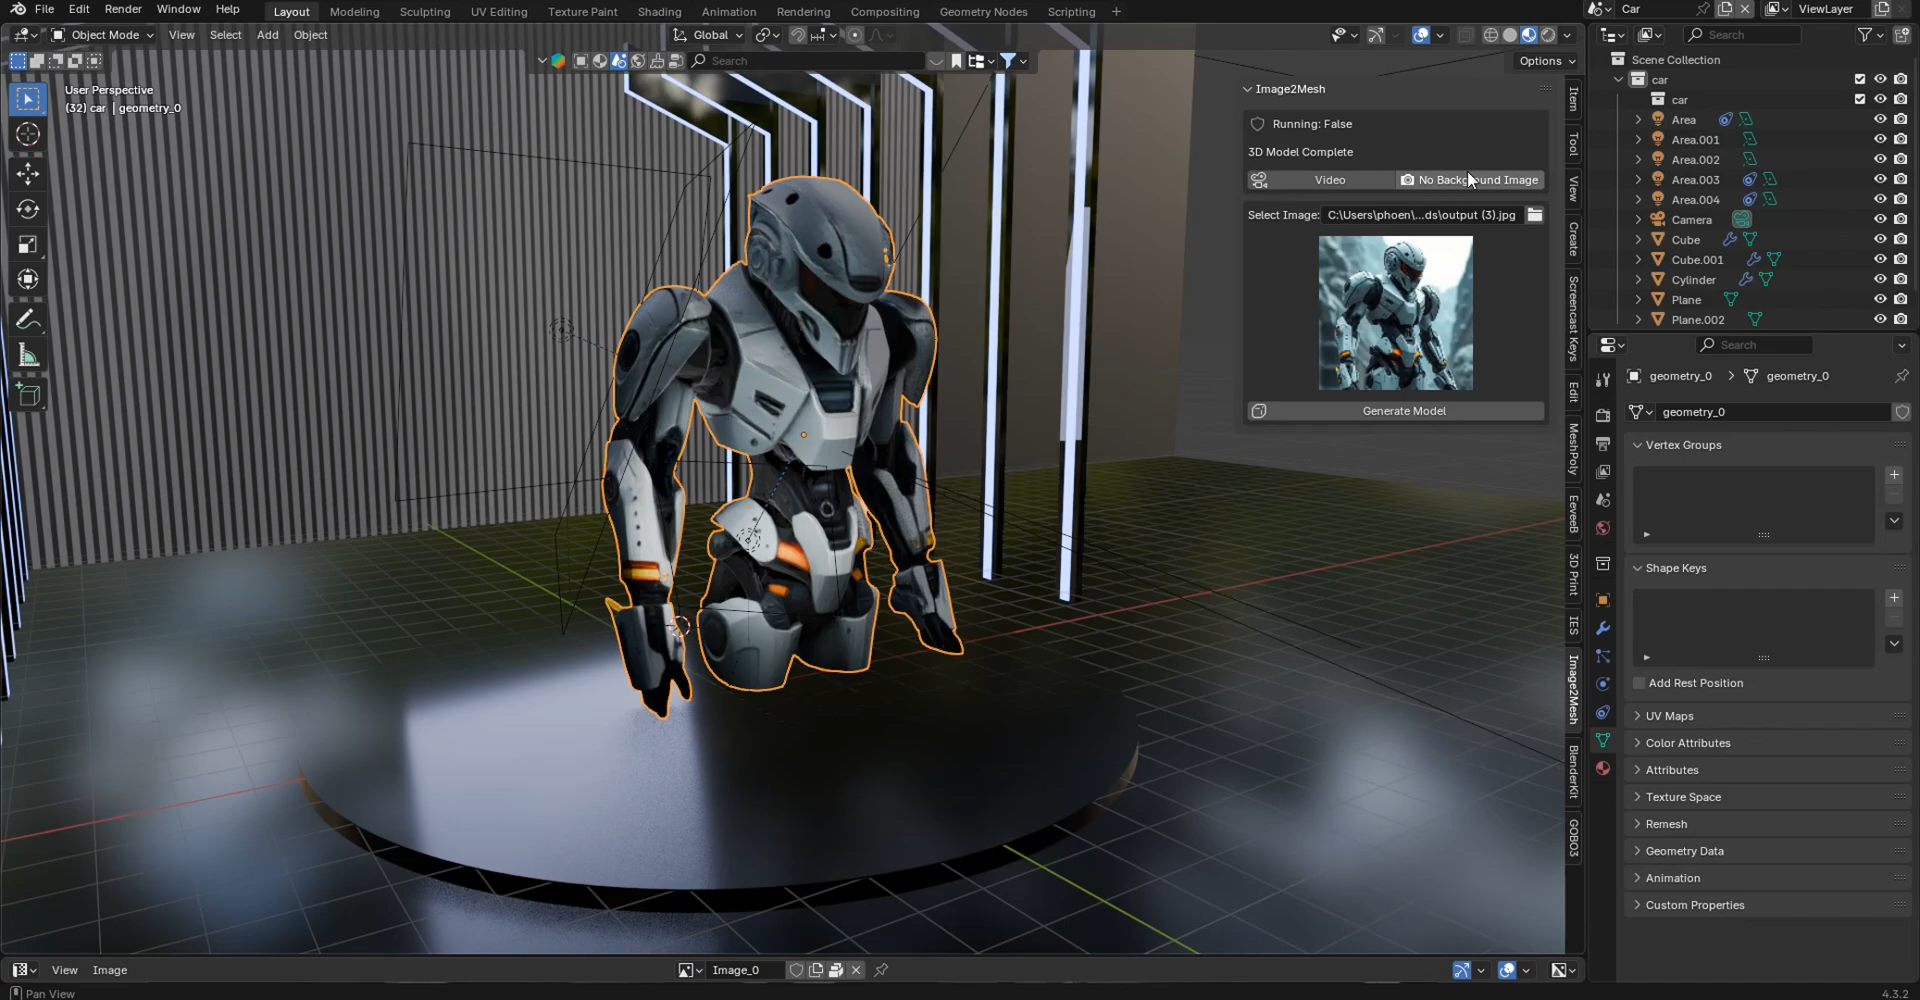 File Edit Render Window Help
Layout Modeling Sculpting UV Editing Texture Paint Shading Animation Rendering Compositing Geometry Nodes Scripting +
Car
ViewLayer
Object Mode View Select Add Object
Global
Search
Options
User Perspective
(32) car | geometry_0
Image2Mesh
Running: False
3D Model Complete
Video
No Background Image
Select Image: C:\Users\phoen\...ds\output (3).jpg
Generate Model
Item
Tool
View
Create
Screencast Keys
Edit
MeshPoly
EeveeB
3D Print
IES
Image2Mesh
BlenderKit
GOBO3
Search
Scene Collection
car
car
Area
Area.001
Area.002
Area.003
Area.004
Camera
Cube
Cube.001
Cylinder
Plane
Plane.002
Search
geometry_0 > geometry_0
geometry_0
Vertex Groups
Shape Keys
Add Rest Position
UV Maps
Color Attributes
Attributes
Texture Space
Remesh
Geometry Data
Animation
Custom Properties
View Image
Image_0
Pan View
4.3.2